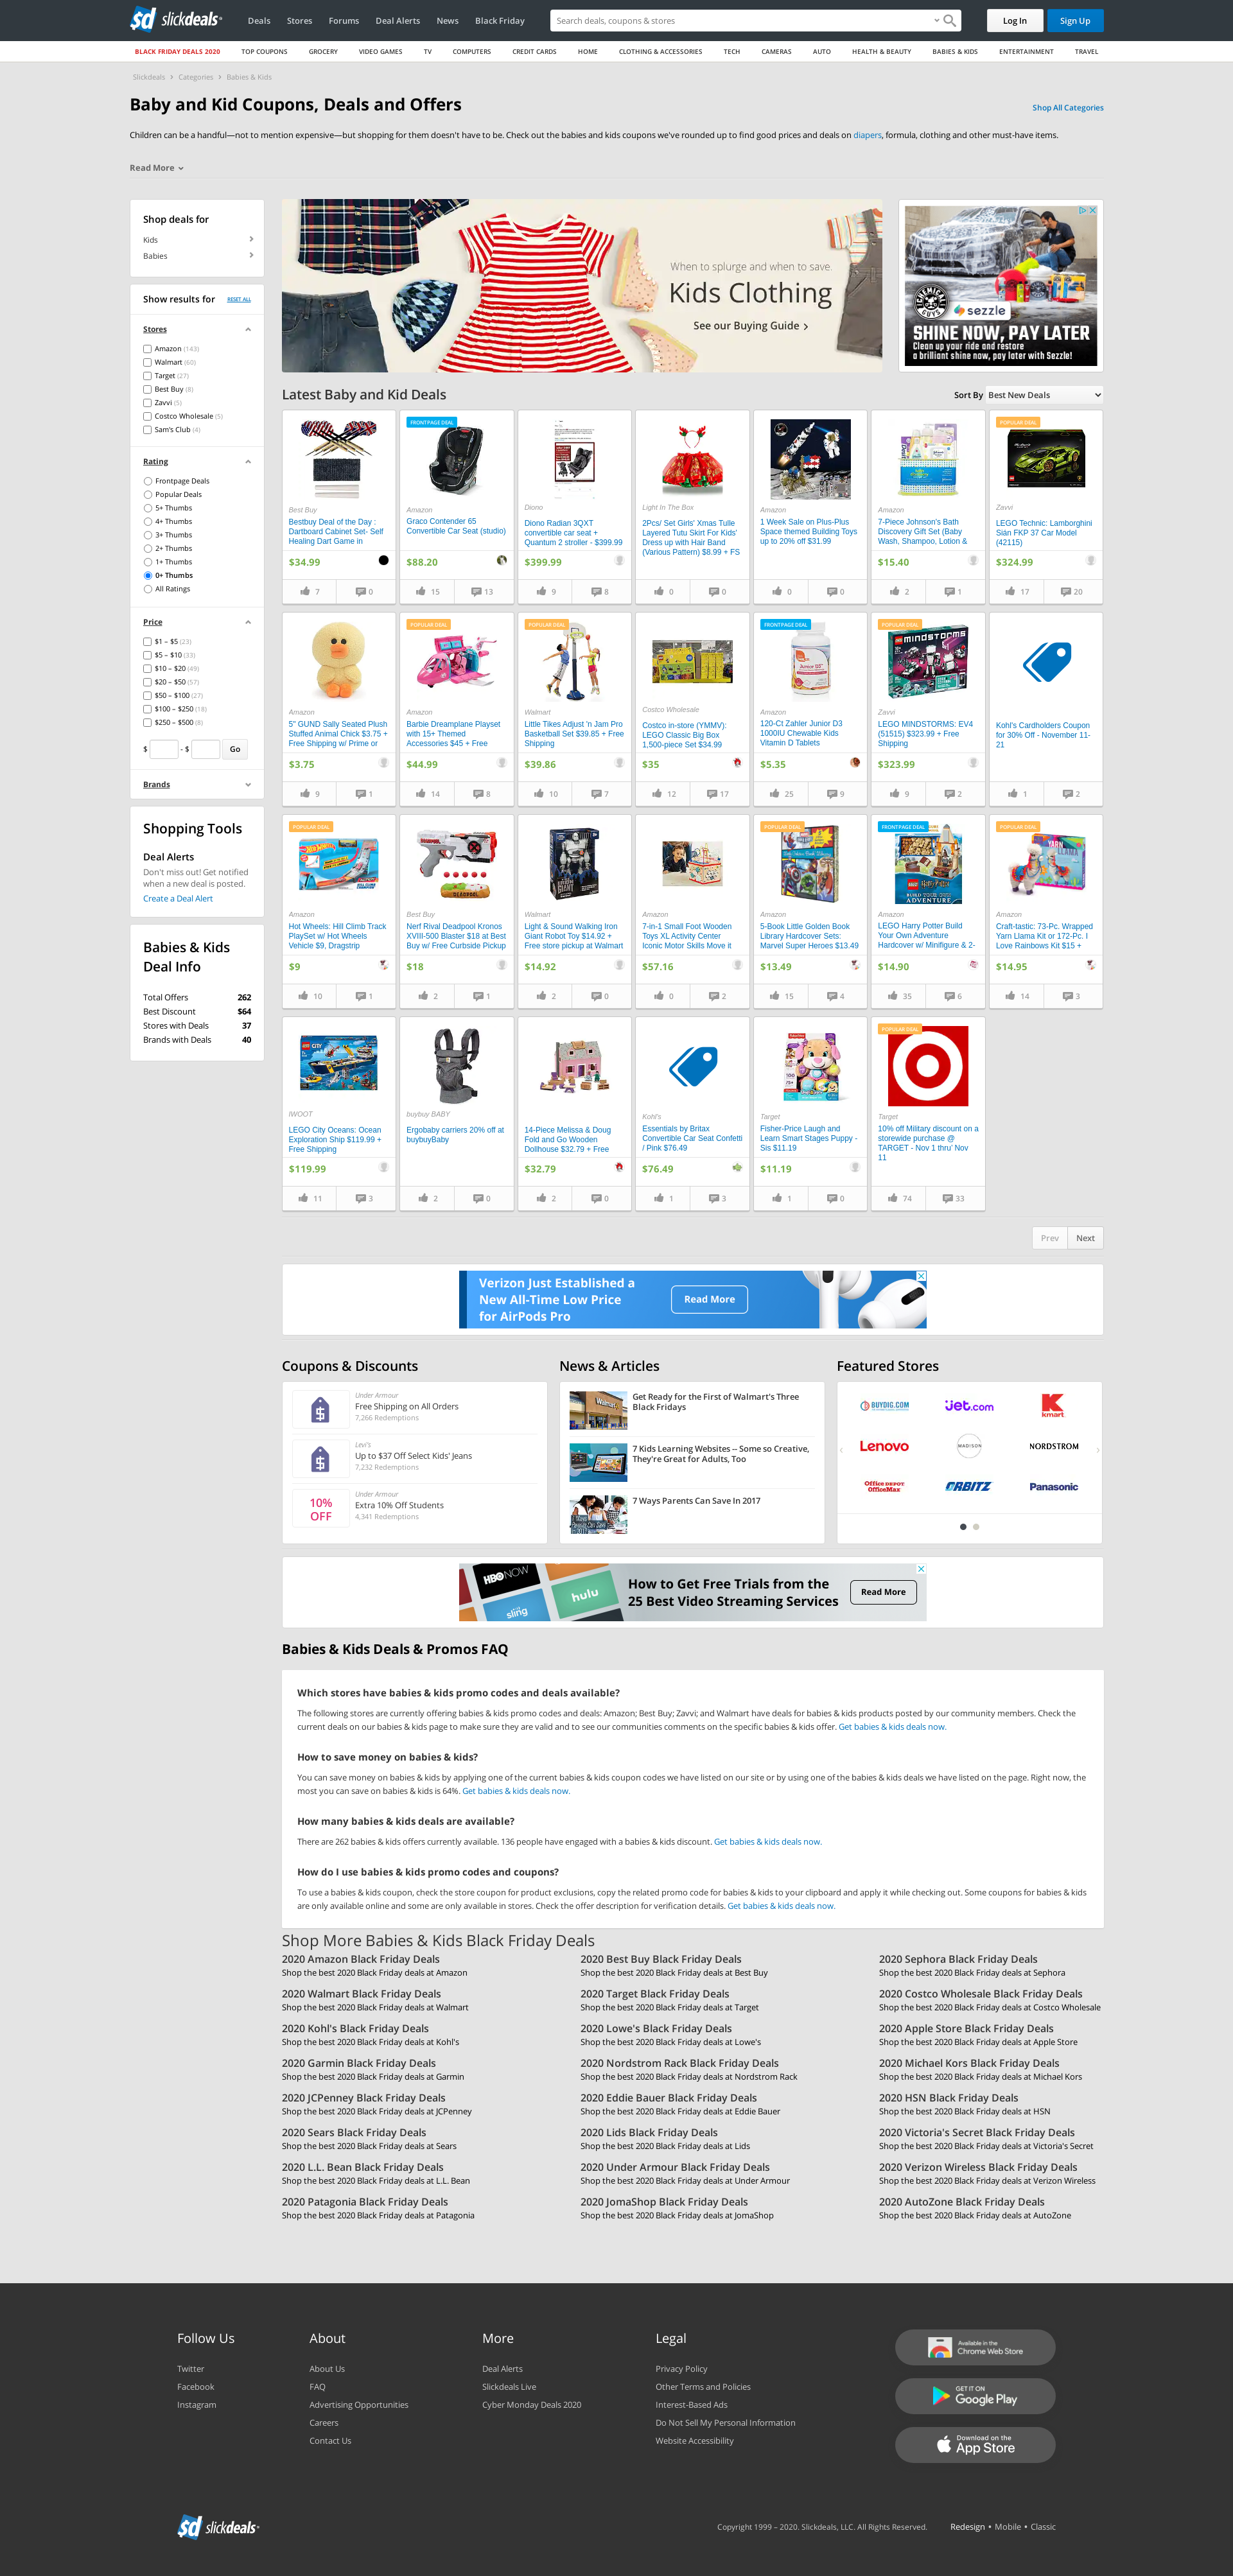 slickdeals
Deals
Stores
Forums
Deal Alerts
News
Black Friday
Search deals, coupons & stores
Log In
Sign Up
BLACK FRIDAY DEALS 2020
TOP COUPONS
GROCERY
VIDEO GAMES
TV
COMPUTERS
CREDIT CARDS
HOME
CLOTHING & ACCESSORIES
TECH
CAMERAS
AUTO
HEALTH & BEAUTY
BABIES & KIDS
ENTERTAINMENT
TRAVEL
Slickdeals > Categories > Babies & Kids
Baby and Kid Coupons, Deals and Offers
Shop All Categories
Children can be a handful—not to mention expensive—but shopping for them doesn't have to be. Check out the babies and kids coupons we've rounded up to find good prices and deals on diapers, formula, clothing and other must-have items.
Read More
Shop deals for
Kids
Babies
Show results for
RESET ALL
Stores
Amazon (143)
Walmart (60)
Target (27)
Best Buy (8)
Zavvi (5)
Costco Wholesale (5)
Sam's Club (4)
Rating
Frontpage Deals
Popular Deals
5+ Thumbs
4+ Thumbs
3+ Thumbs
2+ Thumbs
1+ Thumbs
0+ Thumbs
All Ratings
Price
$1 – $5 (23)
$5 – $10 (33)
$10 – $20 (49)
$20 – $50 (57)
$50 – $100 (27)
$100 – $250 (18)
$250 – $500 (8)
$ - $ Go
Brands
Shopping Tools
Deal Alerts
Don't miss out! Get notified
when a new deal is posted.
Create a Deal Alert
Babies & Kids
Deal Info
Total Offers 262
Best Discount $64
Stores with Deals 37
Brands with Deals 40
When to splurge and when to save.
Kids Clothing
See our Buying Guide >
CHEMICAL GUYS
sezzle
SHINE NOW, PAY LATER
Clean up your ride and restore
a brilliant shine now, pay later with Sezzle!
Latest Baby and Kid Deals
Sort By Best New Deals
Best Buy
Bestbuy Deal of the Day :
Dartboard Cabinet Set- Self
Healing Dart Game in
$34.99
7 0
FRONTPAGE DEAL
Amazon
Graco Contender 65
Convertible Car Seat (studio)
$88.20
15 13
Diono
Diono Radian 3QXT
convertible car seat +
Quantum 2 stroller - $399.99
$399.99
9 8
Light In The Box
2Pcs/ Set Girls' Xmas Tulle
Layered Tutu Skirt For Kids'
Dress up with Hair Band
(Various Pattern) $8.99 + FS
0 0
Amazon
1 Week Sale on Plus-Plus
Space themed Building Toys
up to 20% off $31.99
0 0
Amazon
7-Piece Johnson's Bath
Discovery Gift Set (Baby
Wash, Shampoo, Lotion &
$15.40
2 1
POPULAR DEAL
Zavvi
LEGO Technic: Lamborghini
Sián FKP 37 Car Model
(42115)
$324.99
17 20
Amazon
5" GUND Sally Seated Plush
Stuffed Animal Chick $3.75 +
Free Shipping w/ Prime or
$3.75
9 1
POPULAR DEAL
Amazon
Barbie Dreamplane Playset
with 15+ Themed
Accessories $45 + Free
$44.99
14 8
POPULAR DEAL
Walmart
Little Tikes Adjust 'n Jam Pro
Basketball Set $39.85 + Free
Shipping
$39.86
10 7
Costco Wholesale
Costco in-store (YMMV):
LEGO Classic Big Box
1,500-piece Set $34.99
$35
12 17
FRONTPAGE DEAL
Amazon
120-Ct Zahler Junior D3
1000IU Chewable Kids
Vitamin D Tablets
$5.35
25 9
POPULAR DEAL
MINDSTORMS
Zavvi
LEGO MINDSTORMS: EV4
(51515) $323.99 + Free
Shipping
$323.99
9 2
Kohl's Cardholders Coupon
for 30% Off - November 11-
21
1 2
POPULAR DEAL
Amazon
Hot Wheels: Hill Climb Track
PlaySet w/ Hot Wheels
Vehicle $9, Dragstrip
$9
10 1
Best Buy
Nerf Rival Deadpool Kronos
XVIII-500 Blaster $18 at Best
Buy w/ Free Curbside Pickup
$18
2 1
Walmart
Light & Sound Walking Iron
Giant Robot Toy $14.92 +
Free store pickup at Walmart
$14.92
2 0
Amazon
7-in-1 Small Foot Wooden
Toys XL Activity Center
Iconic Motor Skills Move it
$57.16
0 2
POPULAR DEAL
Amazon
5-Book Little Golden Book
Library Hardcover Sets:
Marvel Super Heroes $13.49
$13.49
15 4
FRONTPAGE DEAL
Amazon
LEGO Harry Potter Build
Your Own Adventure
Hardcover w/ Minifigure & 2-
$14.90
35 6
POPULAR DEAL
Amazon
Craft-tastic: 73-Pc. Wrapped
Yarn Llama Kit or 172-Pc. I
Love Rainbows Kit $15 +
$14.95
14 3
IWOOT
LEGO City Oceans: Ocean
Exploration Ship $119.99 +
Free Shipping
$119.99
11 3
buybuy BABY
Ergobaby carriers 20% off at
buybuyBaby
2 0
14-Piece Melissa & Doug
Fold and Go Wooden
Dollhouse $32.79 + Free
$32.79
2 0
Kohl's
Essentials by Britax
Convertible Car Seat Confetti
/ Pink $76.49
$76.49
1 3
Target
Fisher-Price Laugh and
Learn Smart Stages Puppy -
Sis $11.19
$11.19
1 0
POPULAR DEAL
Target
10% off Military discount on a
storewide purchase @
TARGET - Nov 1 thru' Nov
11
74 33
Prev Next
Verizon Just Established a
New All-Time Low Price
for AirPods Pro
Read More
Coupons & Discounts
Under Armour
Free Shipping on All Orders
7,266 Redemptions
Levi's
Up to $37 Off Select Kids' Jeans
7,232 Redemptions
10%
OFF
Under Armour
Extra 10% Off Students
4,341 Redemptions
News & Articles
Get Ready for the First of Walmart's Three
Black Fridays
7 Kids Learning Websites -- Some so Creative,
They're Great for Adults, Too
7 Ways Parents Can Save In 2017
Featured Stores
BUYDIG.COM
jet.com
kmart
Lenovo
MADISON
NORDSTROM
Office DEPOT
OfficeMax
ORBITZ
Panasonic
HBO NOW
sling
hulu
How to Get Free Trials from the
25 Best Video Streaming Services
Read More
Babies & Kids Deals & Promos FAQ
Which stores have babies & kids promo codes and deals available?
The following stores are currently offering babies & kids promo codes and deals: Amazon; Best Buy; Zavvi; and Walmart have deals for babies & kids products posted by our community members. Check the
current deals on our babies & kids page to make sure they are valid and to see our communities comments on the specific babies & kids offer. Get babies & kids deals now.
How to save money on babies & kids?
You can save money on babies & kids by applying one of the current babies & kids coupon codes we have listed on our site or by using one of the babies & kids deals we have listed on the page. Right now, the
most you can save on babies & kids is 64%. Get babies & kids deals now.
How many babies & kids deals are available?
There are 262 babies & kids offers currently available. 136 people have engaged with a babies & kids discount. Get babies & kids deals now.
How do I use babies & kids promo codes and coupons?
To use a babies & kids coupon, check the store coupon for product exclusions, copy the related promo code for babies & kids to your clipboard and apply it while checking out. Some coupons for babies & kids
are only available online and some are only available in stores. Check the offer description for verification details. Get babies & kids deals now.
Shop More Babies & Kids Black Friday Deals
2020 Amazon Black Friday Deals
Shop the best 2020 Black Friday deals at Amazon
2020 Best Buy Black Friday Deals
Shop the best 2020 Black Friday deals at Best Buy
2020 Sephora Black Friday Deals
Shop the best 2020 Black Friday deals at Sephora
2020 Walmart Black Friday Deals
Shop the best 2020 Black Friday deals at Walmart
2020 Target Black Friday Deals
Shop the best 2020 Black Friday deals at Target
2020 Costco Wholesale Black Friday Deals
Shop the best 2020 Black Friday deals at Costco Wholesale
2020 Kohl's Black Friday Deals
Shop the best 2020 Black Friday deals at Kohl's
2020 Lowe's Black Friday Deals
Shop the best 2020 Black Friday deals at Lowe's
2020 Apple Store Black Friday Deals
Shop the best 2020 Black Friday deals at Apple Store
2020 Garmin Black Friday Deals
Shop the best 2020 Black Friday deals at Garmin
2020 Nordstrom Rack Black Friday Deals
Shop the best 2020 Black Friday deals at Nordstrom Rack
2020 Michael Kors Black Friday Deals
Shop the best 2020 Black Friday deals at Michael Kors
2020 JCPenney Black Friday Deals
Shop the best 2020 Black Friday deals at JCPenney
2020 Eddie Bauer Black Friday Deals
Shop the best 2020 Black Friday deals at Eddie Bauer
2020 HSN Black Friday Deals
Shop the best 2020 Black Friday deals at HSN
2020 Sears Black Friday Deals
Shop the best 2020 Black Friday deals at Sears
2020 Lids Black Friday Deals
Shop the best 2020 Black Friday deals at Lids
2020 Victoria's Secret Black Friday Deals
Shop the best 2020 Black Friday deals at Victoria's Secret
2020 L.L. Bean Black Friday Deals
Shop the best 2020 Black Friday deals at L.L. Bean
2020 Under Armour Black Friday Deals
Shop the best 2020 Black Friday deals at Under Armour
2020 Verizon Wireless Black Friday Deals
Shop the best 2020 Black Friday deals at Verizon Wireless
2020 Patagonia Black Friday Deals
Shop the best 2020 Black Friday deals at Patagonia
2020 JomaShop Black Friday Deals
Shop the best 2020 Black Friday deals at JomaShop
2020 AutoZone Black Friday Deals
Shop the best 2020 Black Friday deals at AutoZone
Follow Us
Twitter
Facebook
Instagram
About
About Us
FAQ
Advertising Opportunities
Careers
Contact Us
More
Deal Alerts
Slickdeals Live
Cyber Monday Deals 2020
Legal
Privacy Policy
Other Terms and Policies
Interest-Based Ads
Do Not Sell My Personal Information
Website Accessibility
Available in the
Chrome Web Store
GET IT ON
Google Play
Download on the
App Store
slickdeals
Copyright 1999 – 2020. Slickdeals, LLC. All Rights Reserved.
Redesign • Mobile • Classic